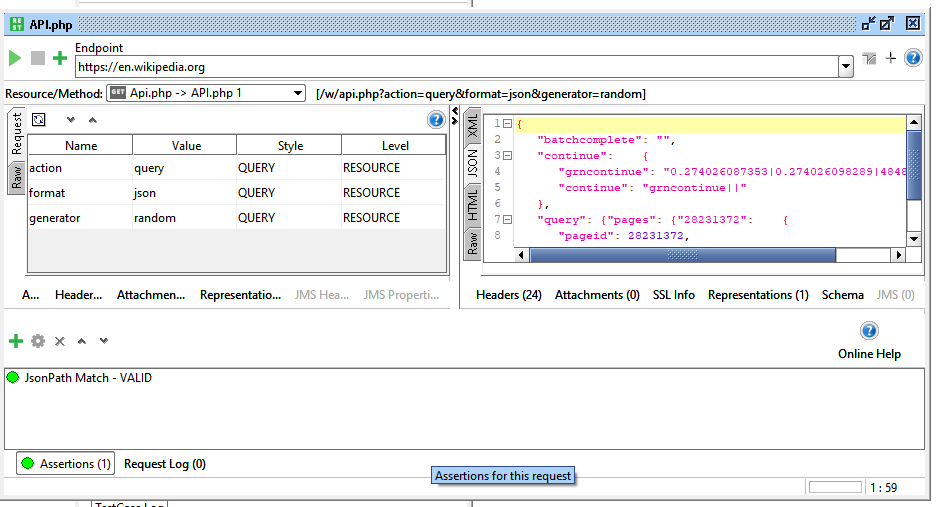 REST API.php
Endpoint
https://en.wikipedia.org
Resource/Method: GET Api.php -> API.php 1 [/w/api.php?action=query&format=json&generator=random]
Request
Raw
Name Value Style Level
action query QUERY RESOURCE
format json QUERY RESOURCE
generator random QUERY RESOURCE
A... Header... Attachmen... Representatio... JMS Hea... JMS Properti...
XML
JSON
HTML
Raw
1 {
2 "batchcomplete": "",
3 "continue": {
4 "grncontinue": "0.274026087353|0.274026098289|4848
5 "continue": "grncontinue||"
6 },
7 "query": {"pages": {"28231372": {
8 "pageid": 28231372,
Headers (24) Attachments (0) SSL Info Representations (1) Schema JMS (0)
Online Help
JsonPath Match - VALID
Assertions (1) Request Log (0)
Assertions for this request
1 : 59
TestCase Log